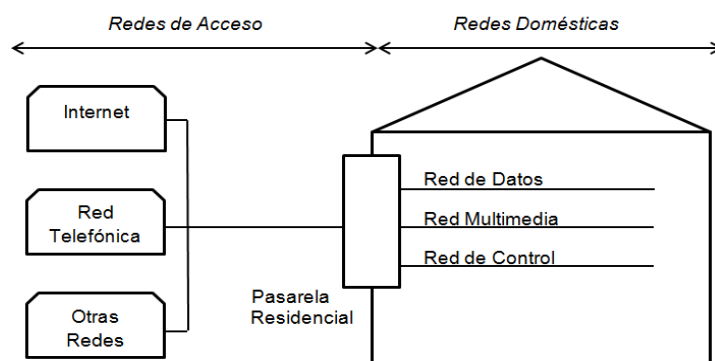 Redes de Acceso
Redes Domésticas
Internet
Red
Telefónica
Otras
Redes
Pasarela
Residencial
Red de Datos
Red Multimedia
Red de Control